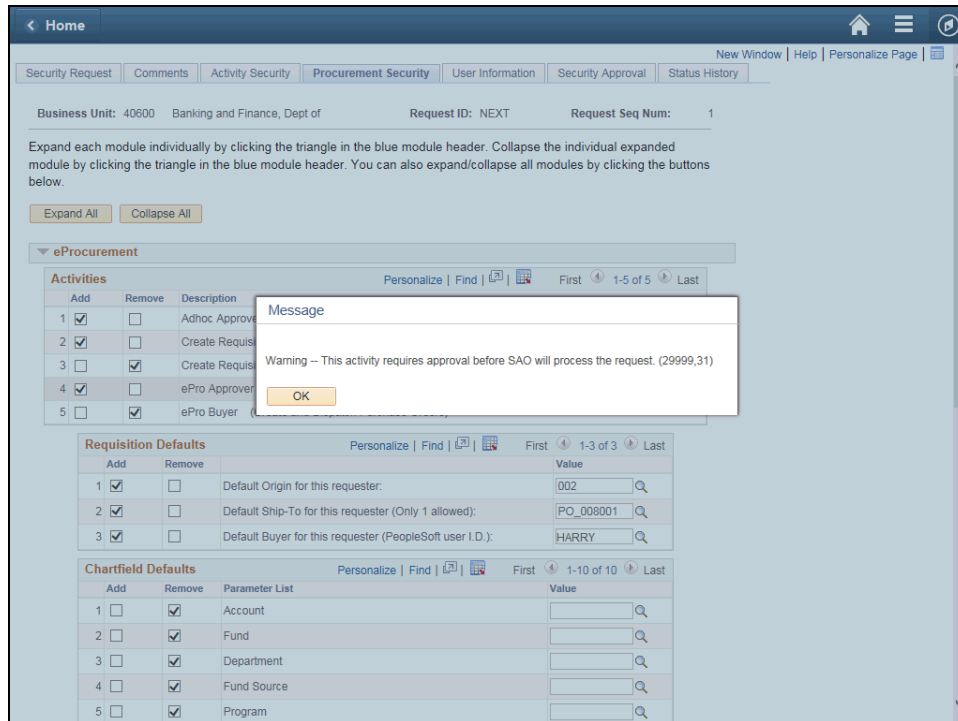 Home
New Window | Help | Personalize Page |
Security Request Comments Activity Security Procurement Security User Information Security Approval Status History
Business Unit: 40600 Banking and Finance, Dept of Request ID: NEXT Request Seq Num: 1
Expand each module individually by clicking the triangle in the blue module header. Collapse the individual expanded
module by clicking the triangle in the blue module header. You can also expand/collapse all modules by clicking the buttons
below.
Expand All Collapse All
eProcurement
Activities Personalize | Find | | First 1-5 of 5 Last
Add Remove Description
1 Adhoc Approve
2 Create Requisi
3 Create Requisi
4 ePro Approver
5 ePro Buyer
Message
Warning -- This activity requires approval before SAO will process the request. (29999,31)
OK
Requisition Defaults Personalize | Find | | First 1-3 of 3 Last
Add Remove Value
1 Default Origin for this requester: 002
2 Default Ship-To for this requester (Only 1 allowed): PO_008001
3 Default Buyer for this requester (PeopleSoft user I.D.): HARRY
Chartfield Defaults Personalize | Find | | First 1-10 of 10 Last
Add Remove Parameter List Value
1 Account
2 Fund
3 Department
4 Fund Source
5 Program